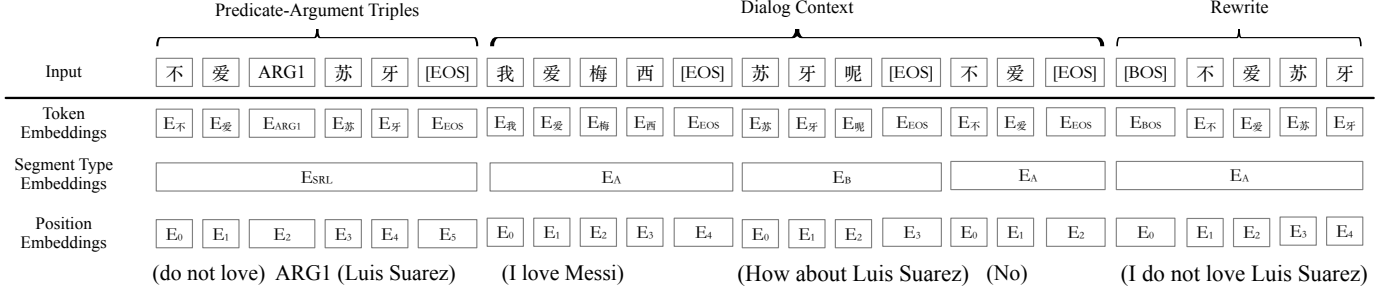 Predicate-Argument Triples Dialog Context Rewrite
Input 不 爱 ARG1 苏 牙 [EOS] 我 爱 梅 西 [EOS] 苏 牙 呢 [EOS] 不 爱 [EOS] [BOS] 不 爱 苏 牙
Token
Embeddings E不 E爱 EARG1 E苏 E牙 EEOS E我 E爱 E梅 E西 EEOS E苏 E牙 E呢 EEOS E不 E爱 EEOS EBOS E不 E爱 E苏 E牙
Segment Type
Embeddings ESRL EA EB EA EA
Position
Embeddings E0 E1 E2 E3 E4 E5 E0 E1 E2 E3 E4 E0 E1 E2 E3 E0 E1 E2 E0 E1 E2 E3 E4
(do not love) ARG1 (Luis Suarez) (I love Messi) (How about Luis Suarez) (No) (I do not love Luis Suarez)